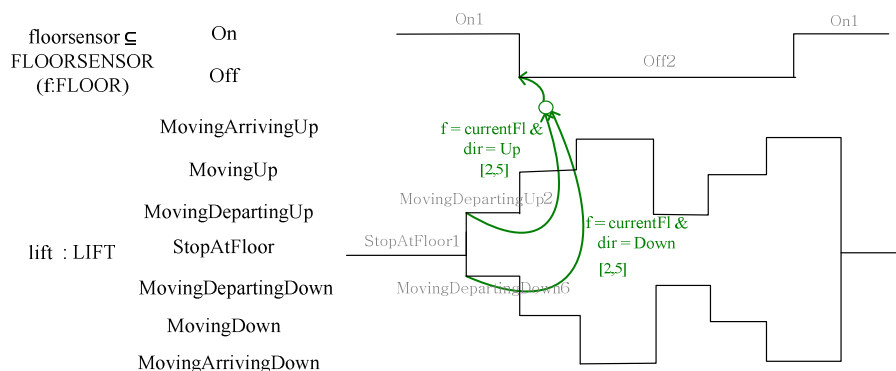 On1
On1
floorsensor ⊆
On
FLOORSENSOR
Off2
(f:FLOOR)
Off
MovingArrivingUp
f = currentFl &
dir = Up
[2,5]
MovingUp
MovingDepartingUp2
MovingDepartingUp
f = currentFl &
dir = Down
[2,5]
lift : LIFT
StopAtFloor
StopAtFloor1
MovingDepartingDown
MovingDepartingDown6
MovingDown
MovingArrivingDown